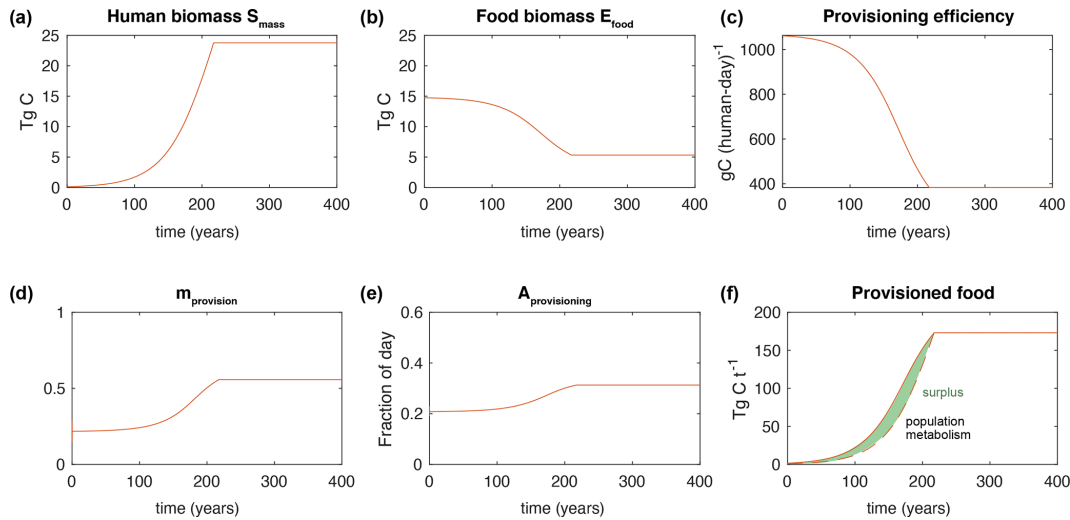 (a) Human biomass S_mass
Tg C
25
20
15
10
5
0
0 100 200 300 400
time (years)
(b) Food biomass E_food
Tg C
25
20
15
10
5
0
0 100 200 300 400
time (years)
(c) Provisioning efficiency
gC (human-day)^-1
1000
800
600
400
0 100 200 300 400
time (years)
(d) m_provision
1
0.5
0
0 100 200 300 400
time (years)
(e) A_provisioning
Fraction of day
0.6
0.4
0.2
0
0 100 200 300 400
time (years)
(f) Provisioned food
Tg C t^-1
200
150
100
50
0
surplus
population
metabolism
0 100 200 300 400
time (years)